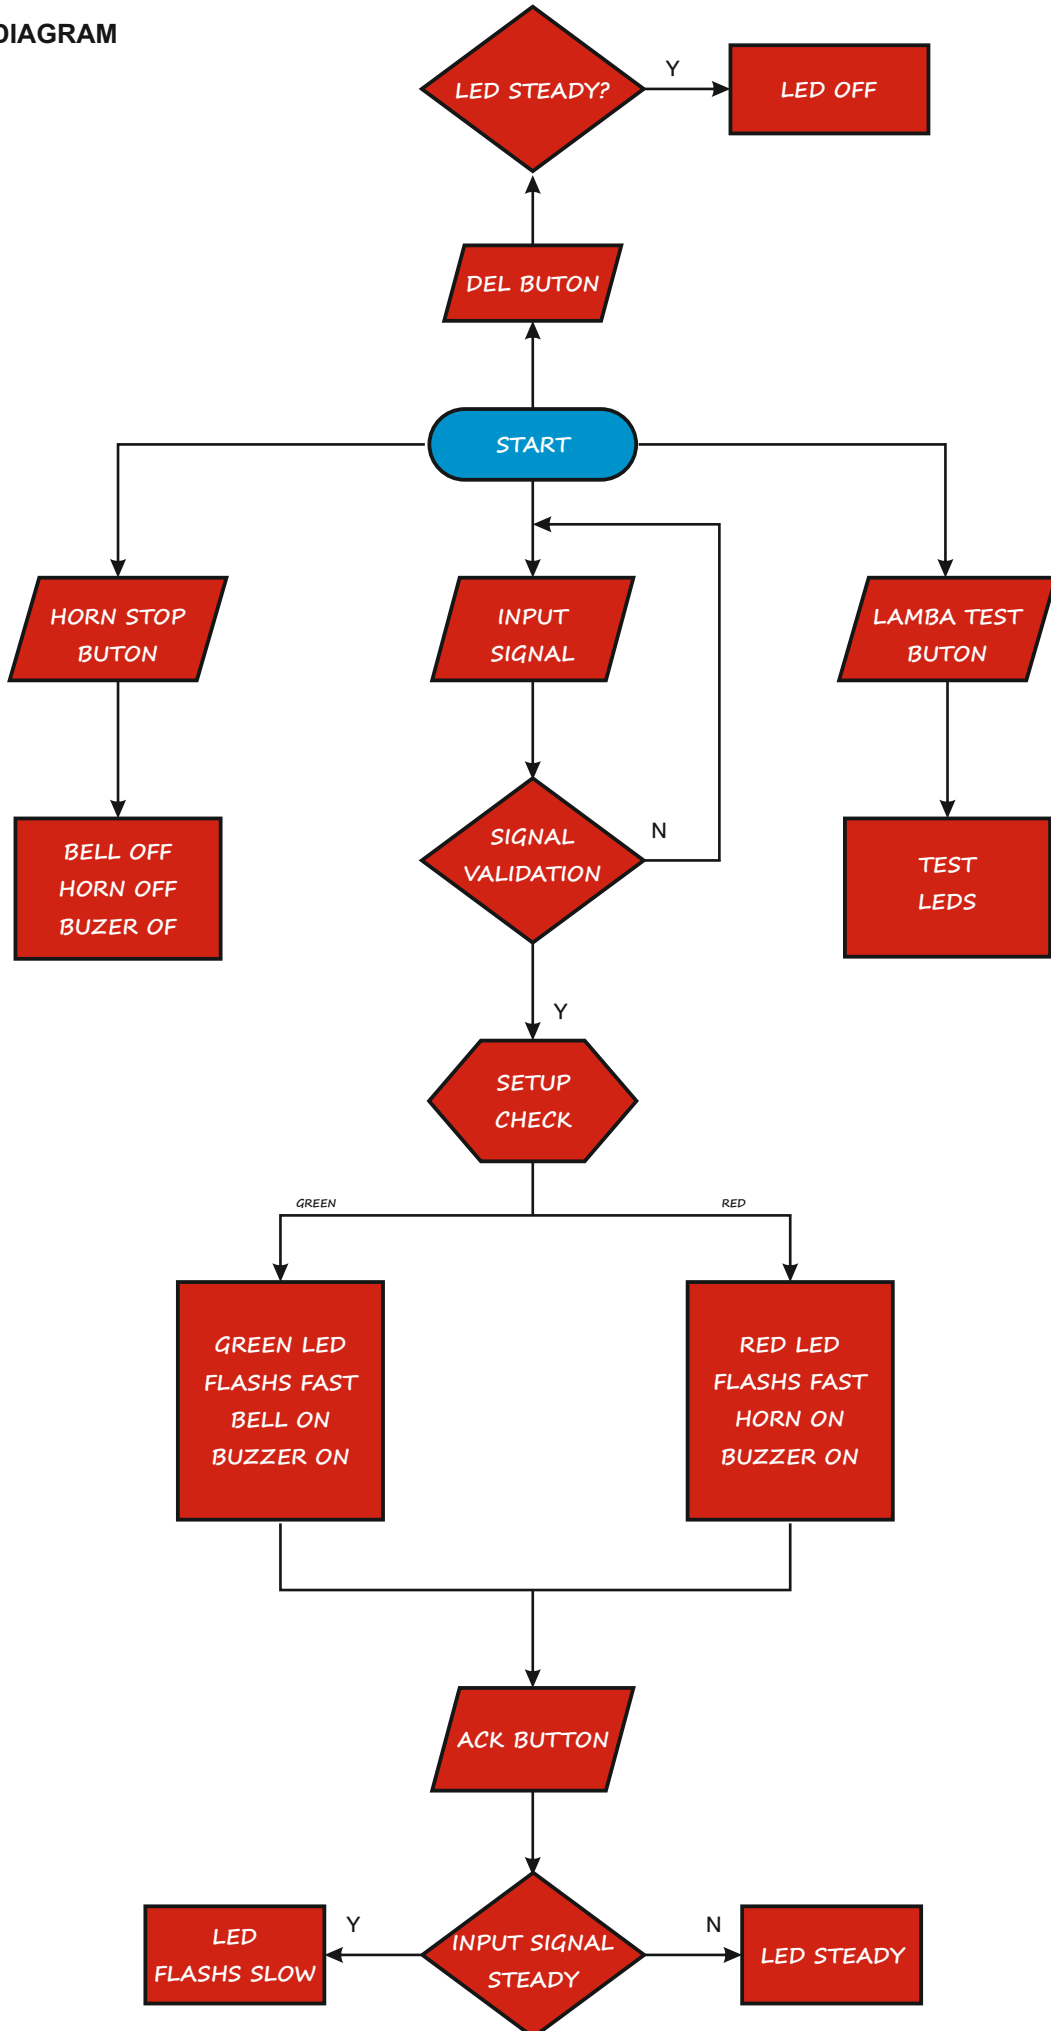 DIAGRAM
LED STEADY?
Y
LED OFF
DEL BUTON
START
HORN STOP
BUTON
INPUT
SIGNAL
LAMBA TEST
BUTON
BELL OFF
HORN OFF
BUZER OF
SIGNAL
VALIDATION
N
TEST
LEDS
Y
SETUP
CHECK
GREEN
RED
GREEN LED
FLASHS FAST
BELL ON
BUZZER ON
RED LED
FLASHS FAST
HORN ON
BUZZER ON
ACK BUTTON
LED
FLASHS SLOW
Y
INPUT SIGNAL
STEADY
N
LED STEADY